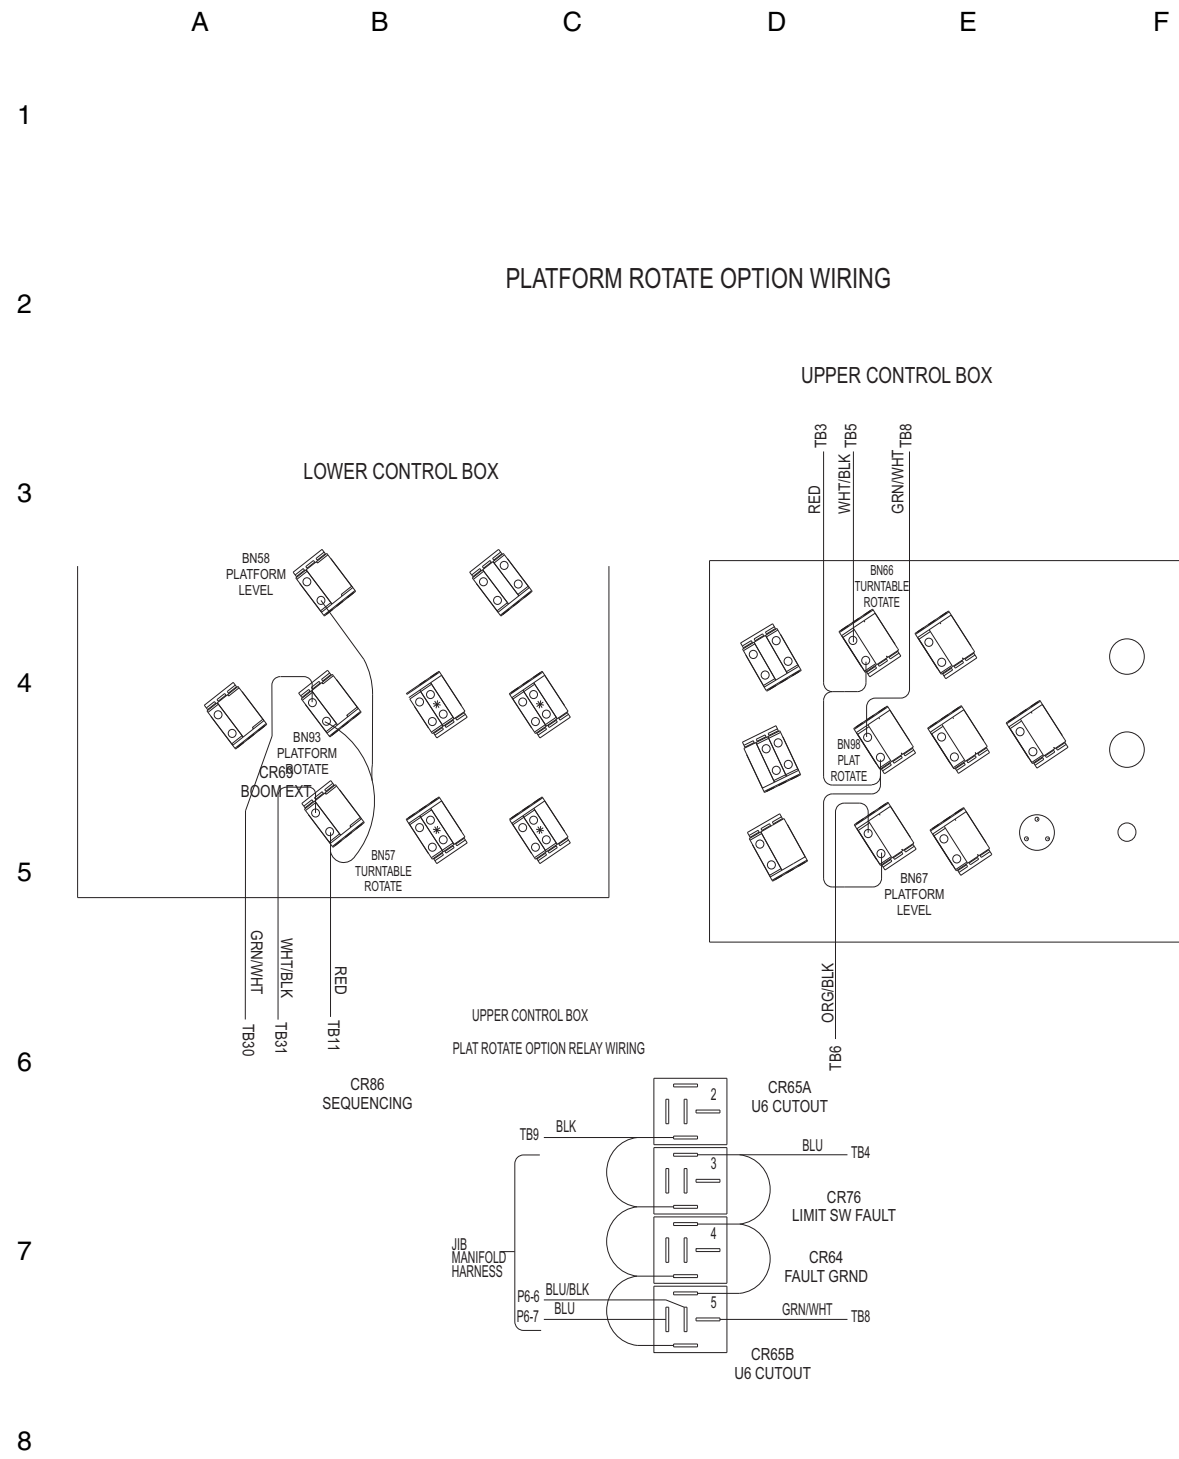 A B C D E F
1
PLATFORM ROTATE OPTION WIRING
2
UPPER CONTROL BOX
TB3 TB5 TB8
RED WHT/BLK GRN/WHT
LOWER CONTROL BOX
3
BN58
PLATFORM
LEVEL
BN66
TURNTABLE
ROTATE
4
BN93
PLATFORM
ROTATE
CR69
BOOM EXT
BN98
PLAT
ROTATE
*
*
*
*
BN57
TURNTABLE
ROTATE
5
BN67
PLATFORM
LEVEL
GRN/WHT WHT/BLK RED
TB30 TB31 TB11
ORG/BLK
TB6
UPPER CONTROL BOX
PLAT ROTATE OPTION RELAY WIRING
6
CR86
SEQUENCING
2
CR65A
U6 CUTOUT
TB9 BLK
BLU TB4
3
CR76
LIMIT SW FAULT
4
7
JIB
MANIFOLD
HARNESS
CR64
FAULT GRND
P6-6 BLU/BLK
P6-7 BLU
5
GRN/WHT TB8
CR65B
U6 CUTOUT
8